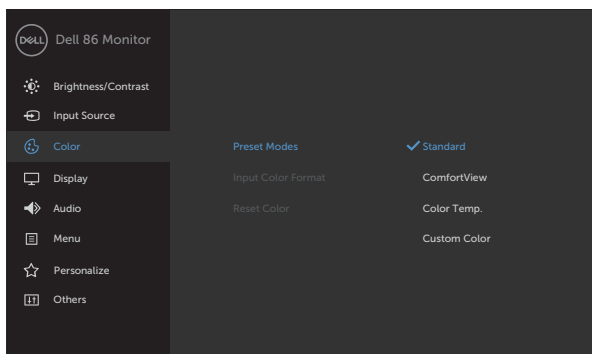 DELL Dell 86 Monitor
Brightness/Contrast
Input Source
Color Preset Modes Standard
Display Input Color Format ComfortView
Audio Reset Color Color Temp.
Menu Custom Color
Personalize
Others